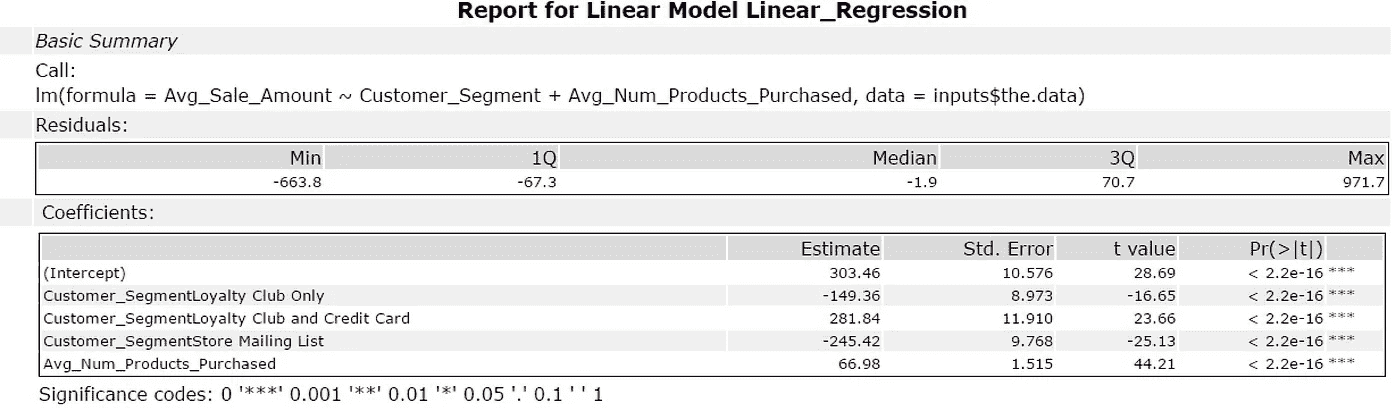 Report for Linear Model Linear_Regression
Basic Summary
Call:
lm(formula = Avg_Sale_Amount ~ Customer_Segment + Avg_Num_Products_Purchased, data = inputs$the.data)
Residuals:
Min 1Q Median 3Q Max
-663.8 -67.3 -1.9 70.7 971.7
Coefficients:
Estimate Std. Error t value Pr(>|t|)
(Intercept) 303.46 10.576 28.69 < 2.2e-16 ***
Customer_SegmentLoyalty Club Only -149.36 8.973 -16.65 < 2.2e-16 ***
Customer_SegmentLoyalty Club and Credit Card 281.84 11.910 23.66 < 2.2e-16 ***
Customer_SegmentStore Mailing List -245.42 9.768 -25.13 < 2.2e-16 ***
Avg_Num_Products_Purchased 66.98 1.515 44.21 < 2.2e-16 ***
Significance codes: 0 '***' 0.001 '**' 0.01 '*' 0.05 '.' 0.1 ' ' 1